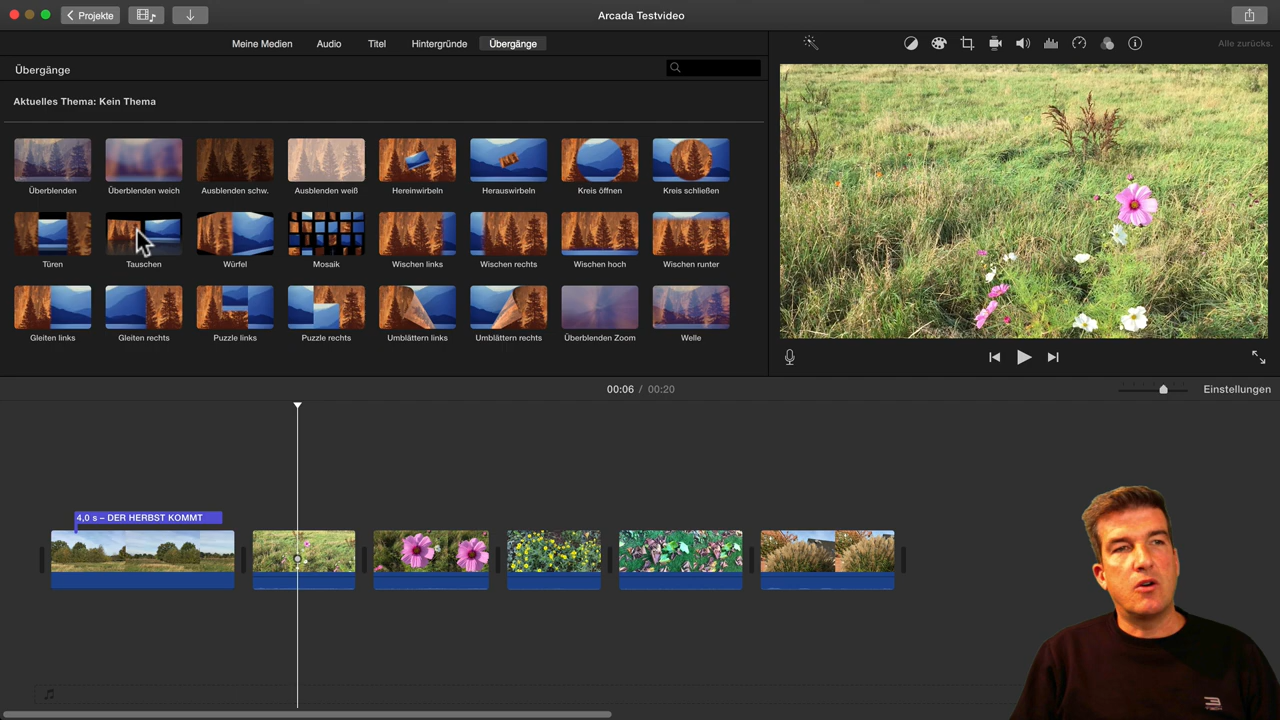 Projekte
Arcada Testvideo
Meine Medien Audio Titel Hintergründe Übergänge
Alle zurücks.
Übergänge
Aktuelles Thema: Kein Thema
Überblenden Überblenden weich Ausblenden schw. Ausblenden weiß Hereinwirbeln Herauswirbeln Kreis öffnen Kreis schließen
Türen Tauschen Würfel Mosaik Wischen links Wischen rechts Wischen hoch Wischen runter
Gleiten links Gleiten rechts Puzzle links Puzzle rechts Umblättern links Umblättern rechts Überblenden Zoom Welle
00:06 / 00:20
Einstellungen
4,0 s – DER HERBST KOMMT